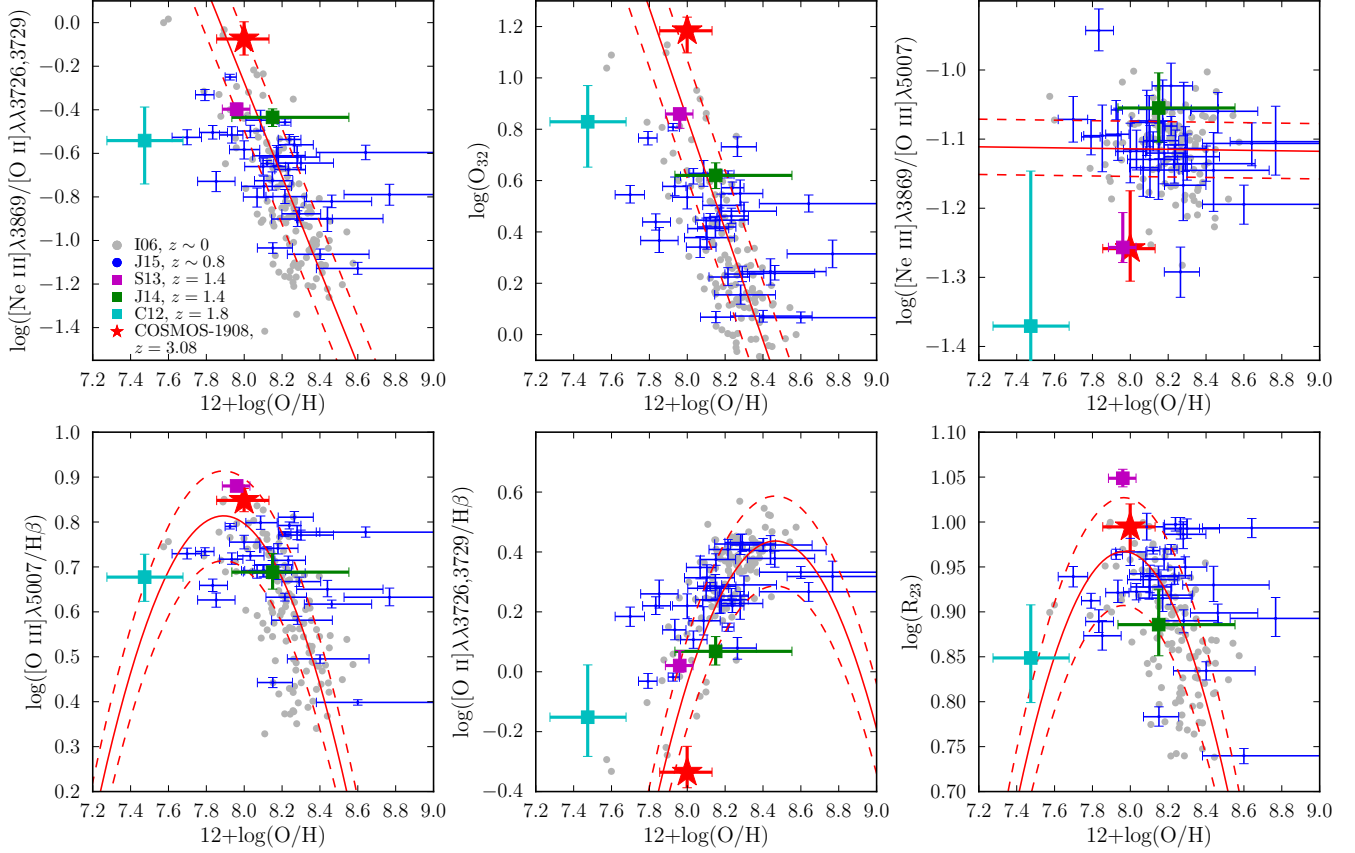 log([Ne III]λ3869/[O II]λλ3726,3729)
0.0
−0.2
−0.4
−0.6
−0.8
−1.0
−1.2
−1.4
I06, z ∼ 0
J15, z ∼ 0.8
S13, z = 1.4
J14, z = 1.4
C12, z = 1.8
COSMOS-1908,
z = 3.08
7.2 7.4 7.6 7.8 8.0 8.2 8.4 8.6 8.8 9.0
12+log(O/H)
log(O32)
1.2
1.0
0.8
0.6
0.4
0.2
0.0
7.2 7.4 7.6 7.8 8.0 8.2 8.4 8.6 8.8 9.0
12+log(O/H)
log([Ne III]λ3869/[O III]λ5007)
−1.0
−1.1
−1.2
−1.3
−1.4
7.2 7.4 7.6 7.8 8.0 8.2 8.4 8.6 8.8 9.0
12+log(O/H)
log([O III]λ5007/Hβ)
1.0
0.9
0.8
0.7
0.6
0.5
0.4
0.3
0.2
7.2 7.4 7.6 7.8 8.0 8.2 8.4 8.6 8.8 9.0
12+log(O/H)
log([O II]λλ3726,3729/Hβ)
0.6
0.4
0.2
0.0
−0.2
−0.4
7.2 7.4 7.6 7.8 8.0 8.2 8.4 8.6 8.8 9.0
12+log(O/H)
log(R23)
1.10
1.05
1.00
0.95
0.90
0.85
0.80
0.75
0.70
7.2 7.4 7.6 7.8 8.0 8.2 8.4 8.6 8.8 9.0
12+log(O/H)